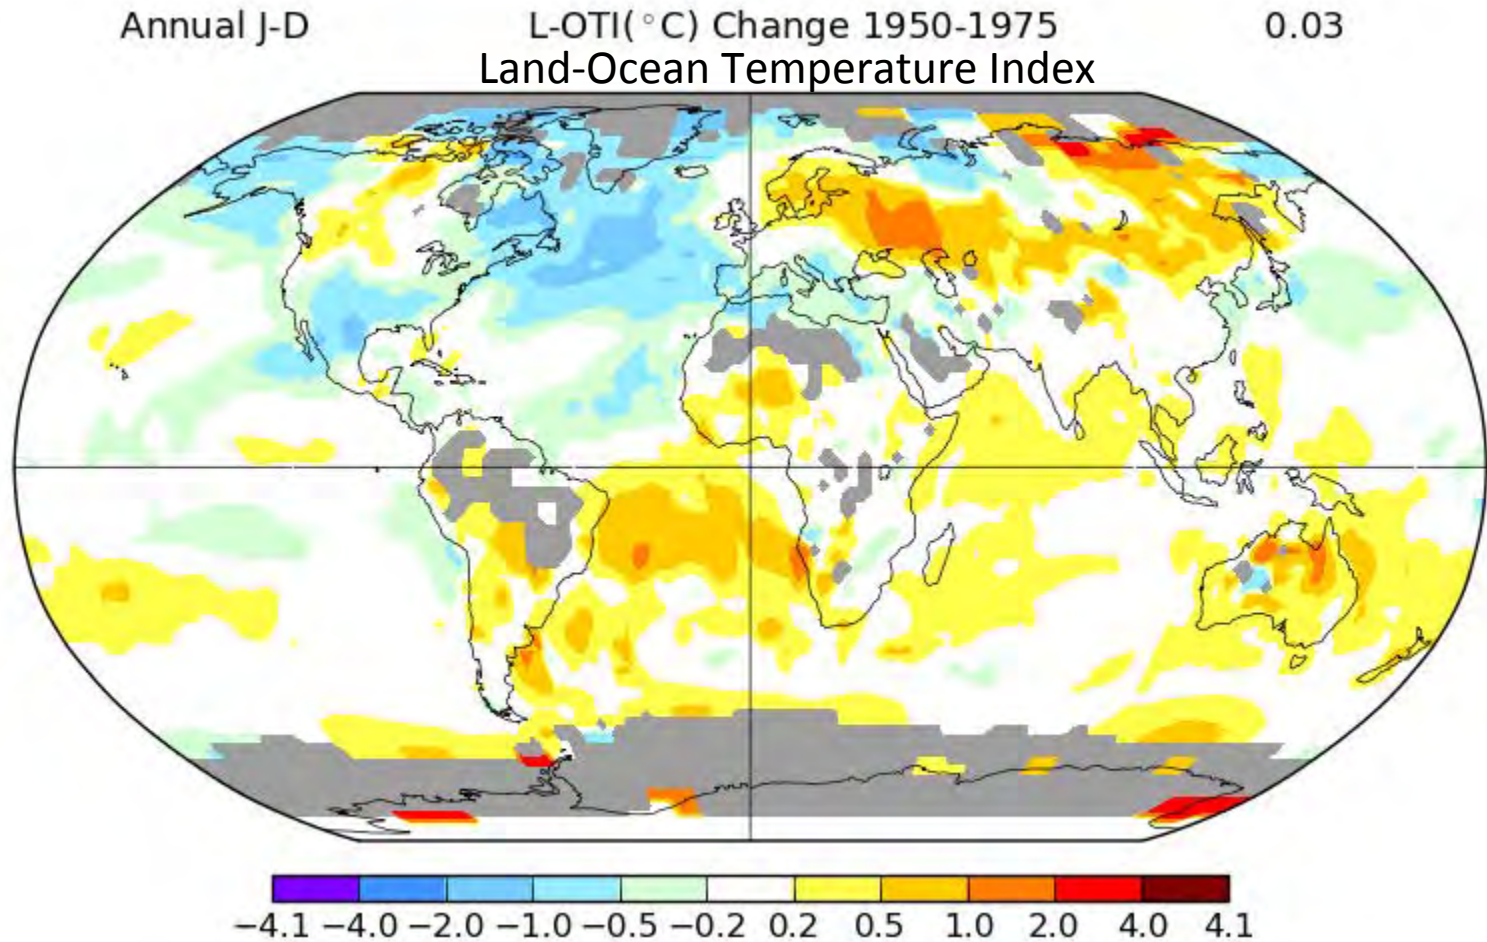 Annual J-D L-OTI(°C) Change 1950-1975 0.03
Land-Ocean Temperature Index
−4.1 −4.0 −2.0 −1.0 −0.5 −0.2 0.2 0.5 1.0 2.0 4.0 4.1